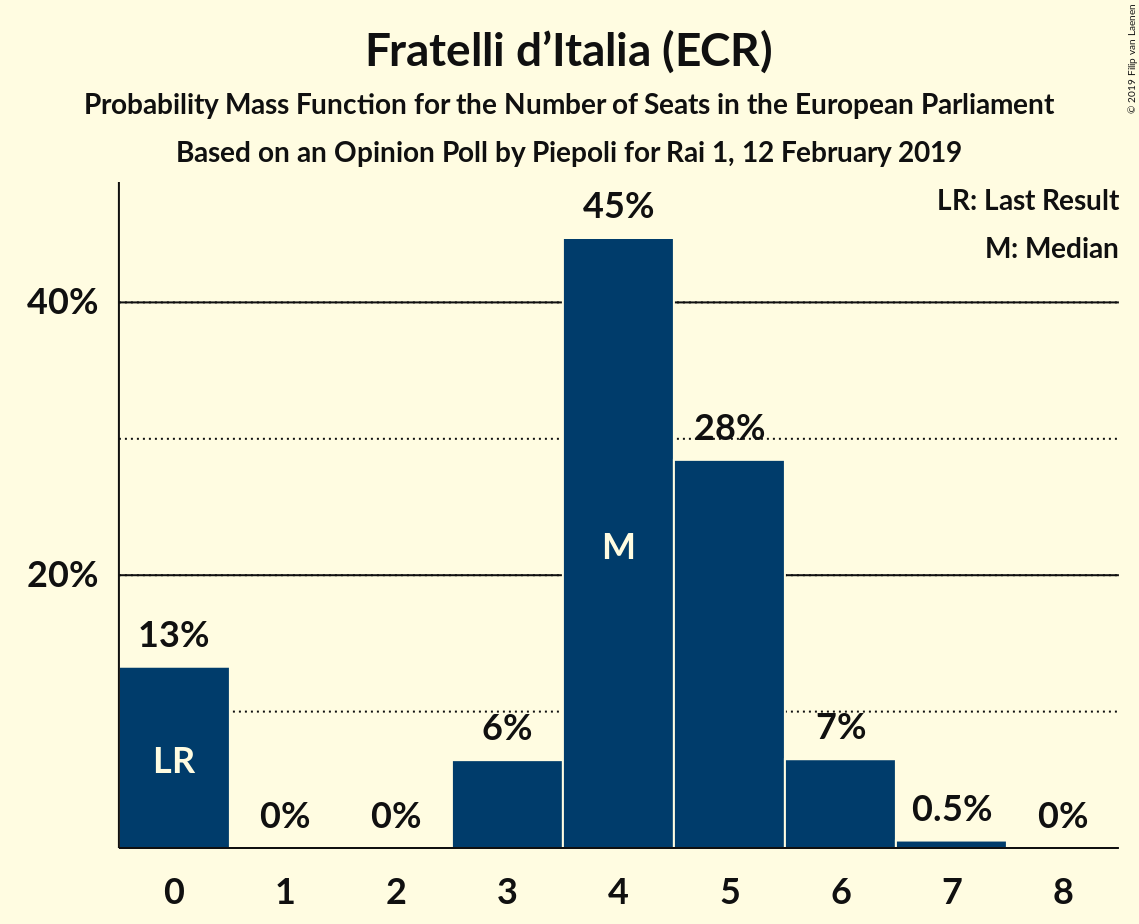 Fratelli d’Italia (ECR)
Probability Mass Function for the Number of Seats in the European Parliament
Based on an Opinion Poll by Piepoli for Rai 1, 12 February 2019
© 2019 Filip van Laenen
LR: Last Result
M: Median
45%
40%
28%
M
20%
13%
6%
7%
LR
0%
0%
0.5%
0%
0 1 2 3 4 5 6 7 8